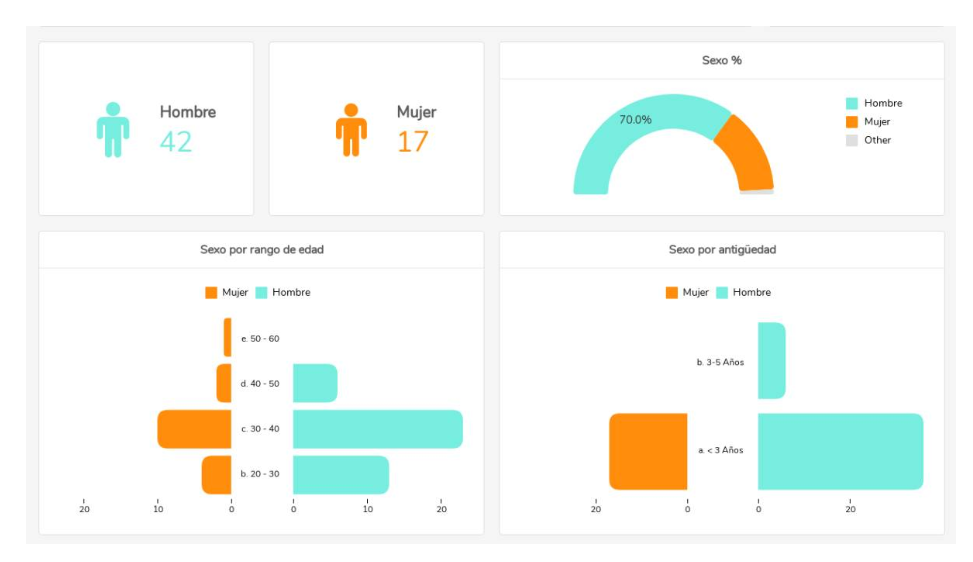 Hombre
42
Mujer
17
Sexo %
70.0%
Hombre
Mujer
Other
Sexo por rango de edad
Mujer Hombre
e. 50 - 60
d. 40 - 50
c. 30 - 40
b. 20 - 30
20 10 0 0 10 20
Sexo por antigüedad
Mujer Hombre
b. 3-5 Años
a. < 3 Años
20 0 0 20